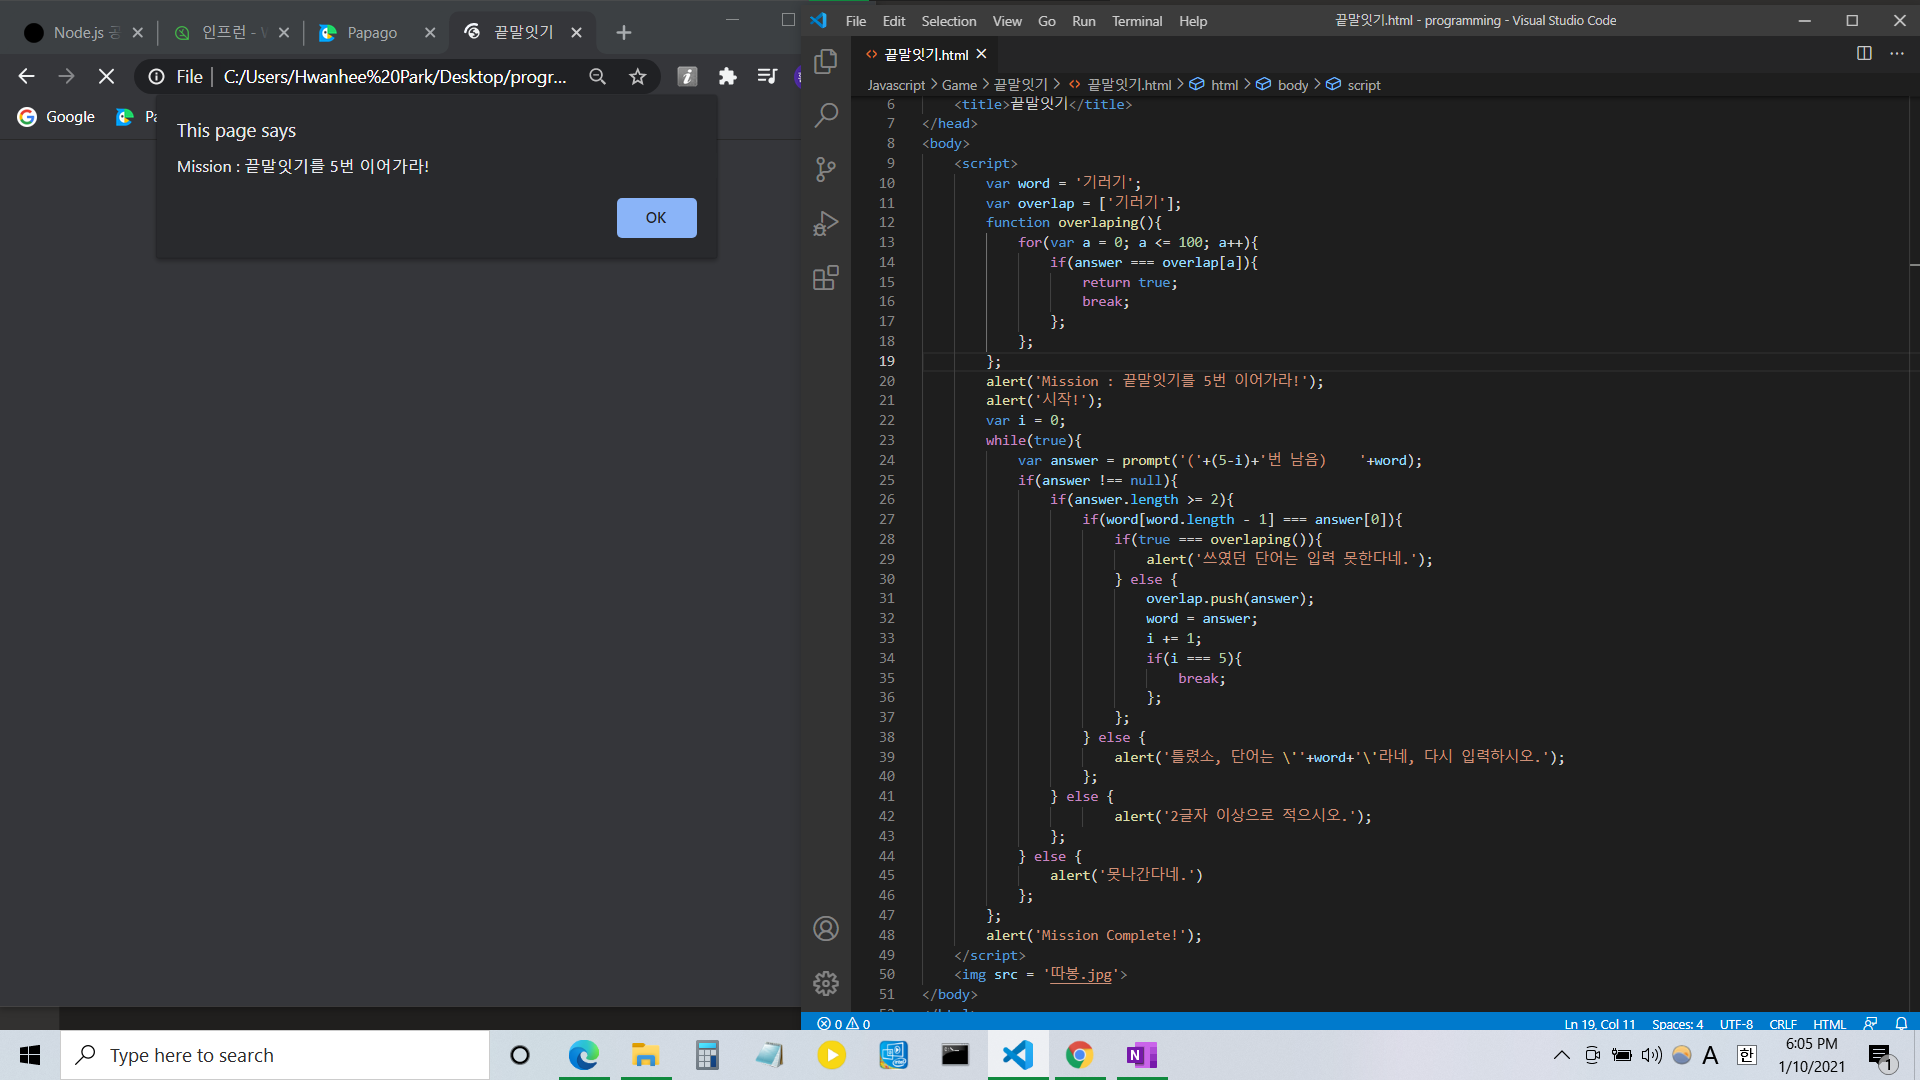 Node.js
인프런 -
Papago
끝말잇기
File
C:/Users/Hwanhee%20Park/Desktop/progr...
Google
This page says
Mission : 끝말잇기를 5번 이어가라!
OK
File Edit Selection View Go Run Terminal Help
끝말잇기.html - programming - Visual Studio Code
끝말잇기.html
Javascript > Game > 끝말잇기 > 끝말잇기.html > html > body > script
6 <title>끝말잇기</title>
7 </head>
8 <body>
9 <script>
10 var word = '기러기';
11 var overlap = ['기러기'];
12 function overlaping(){
13 for(var a = 0; a <= 100; a++){
14 if(answer === overlap[a]){
15 return true;
16 break;
17 };
18 };
19 };
20 alert('Mission : 끝말잇기를 5번 이어가라!');
21 alert('시작!');
22 var i = 0;
23 while(true){
24 var answer = prompt('('+(5-i)+'번 남음)    '+word);
25 if(answer !== null){
26 if(answer.length >= 2){
27 if(word[word.length - 1] === answer[0]){
28 if(true === overlaping()){
29 alert('쓰였던 단어는 입력 못한다네.');
30 } else {
31 overlap.push(answer);
32 word = answer;
33 i += 1;
34 if(i === 5){
35 break;
36 };
37 };
38 } else {
39 alert('틀렸소, 단어는 \''+word+'\'라네, 다시 입력하시오.');
40 };
41 } else {
42 alert('2글자 이상으로 적으시오.');
43 };
44 } else {
45 alert('못나간다네.')
46 };
47 };
48 alert('Mission Complete!');
49 </script>
50 <img src = '따봉.jpg'>
51 </body>
0 0
Ln 19, Col 11 Spaces: 4 UTF-8 CRLF HTML
Type here to search
A
한
6:05 PM
1/10/2021
1